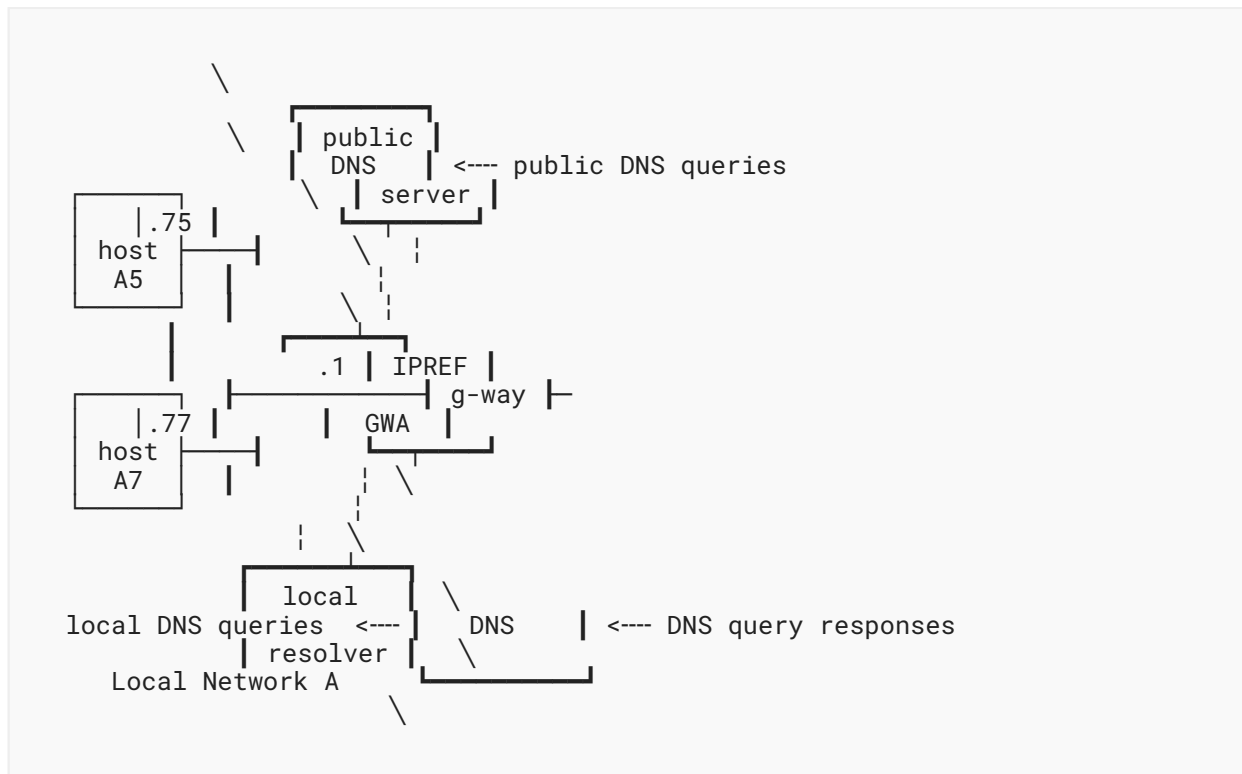 public
DNS <---- public DNS queries
server
.75
host
A5
.1 IPREF
g-way
.77 GWA
host
A7
local
local DNS queries <---- DNS <---- DNS query responses
resolver
Local Network A